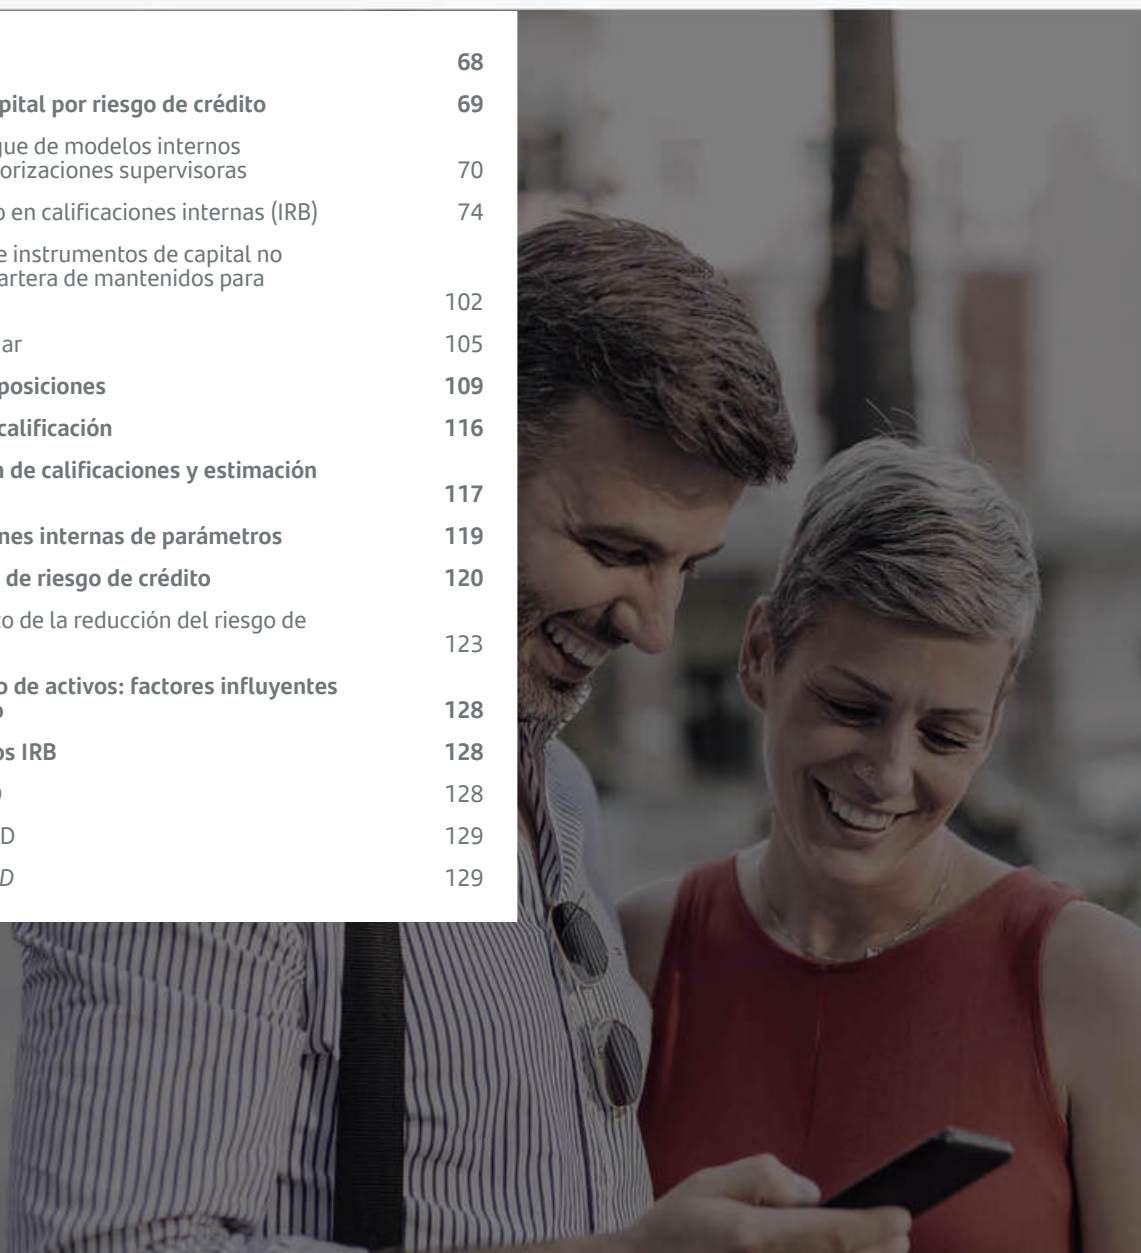 68
pital por riesgo de crédito 69
gue de modelos internos
orizaciones supervisoras 70
o en calificaciones internas (IRB) 74
e instrumentos de capital no
artera de mantenidos para
102
ar 105
posiciones 109
calificación 116
n de calificaciones y estimación
117
nes internas de parámetros 119
de riesgo de crédito 120
to de la reducción del riesgo de
123
o de activos: factores influyentes
o 128
os IRB 128
128
D 129
D 129